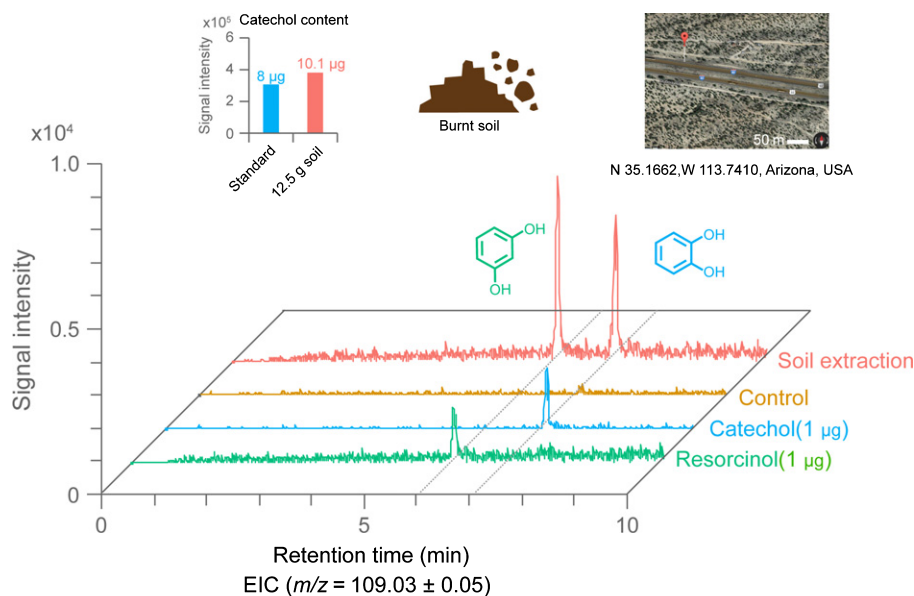 x10⁵ Catechol content
6
4
2
0
Signal intensity
8 µg
10.1 µg
Standard
12.5 g soil
Burnt soil
50 m
N 35.1662,W 113.7410, Arizona, USA
x10⁴
1.0
0.5
0
Signal intensity
OH
OH
OH
OH
Soil extraction
Control
Catechol(1 µg)
Resorcinol(1 µg)
0
5
10
Retention time (min)
EIC (m/z = 109.03 ± 0.05)